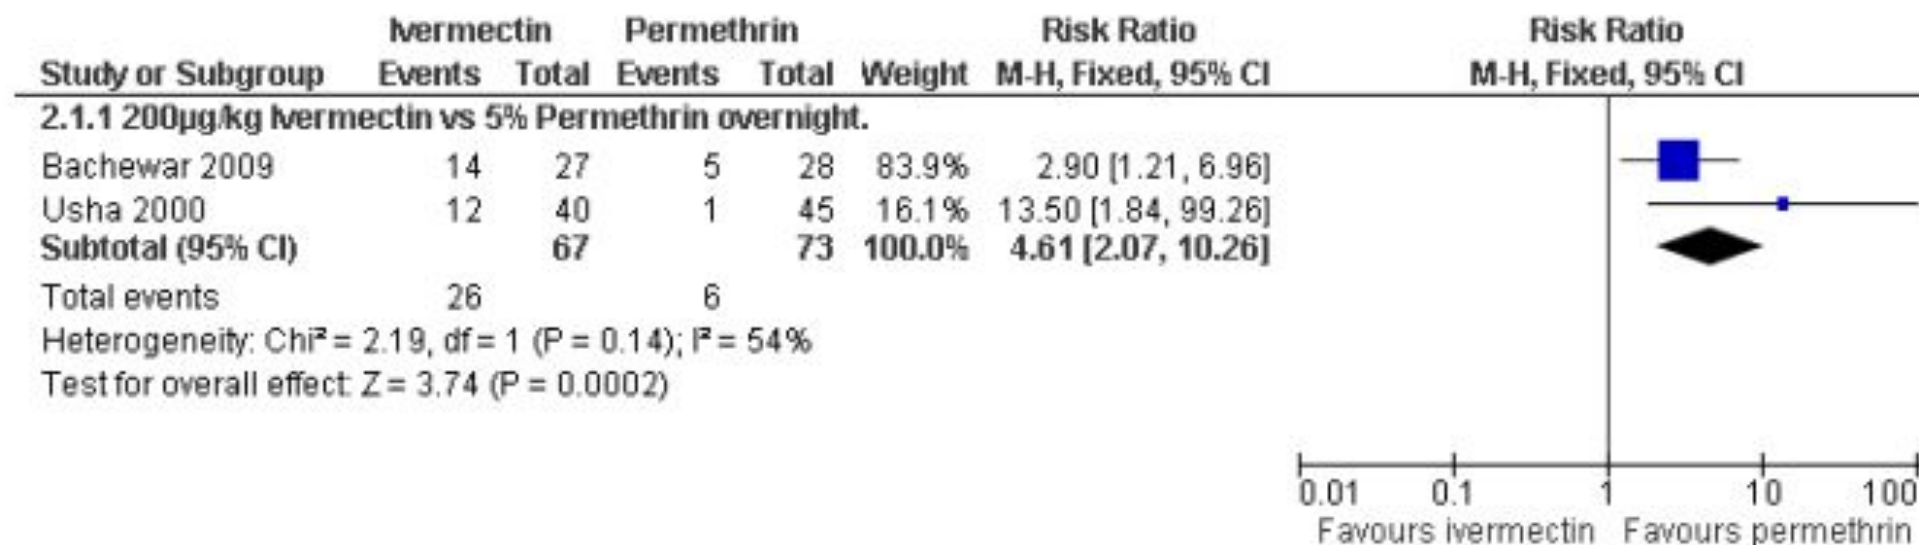 Ivermectin Permethrin Risk Ratio Risk Ratio
Study or Subgroup Events Total Events Total Weight M-H, Fixed, 95% CI M-H, Fixed, 95% CI
2.1.1 200µg/kg Ivermectin vs 5% Permethrin overnight.
Bachewar 2009 14 27 5 28 83.9% 2.90 [1.21, 6.96]
Usha 2000 12 40 1 45 16.1% 13.50 [1.84, 99.26]
Subtotal (95% CI) 67 73 100.0% 4.61 [2.07, 10.26]
Total events 26 6
Heterogeneity: Chi² = 2.19, df = 1 (P = 0.14); I² = 54%
Test for overall effect: Z = 3.74 (P = 0.0002)
0.01 0.1 1 10 100
Favours ivermectin Favours permethrin